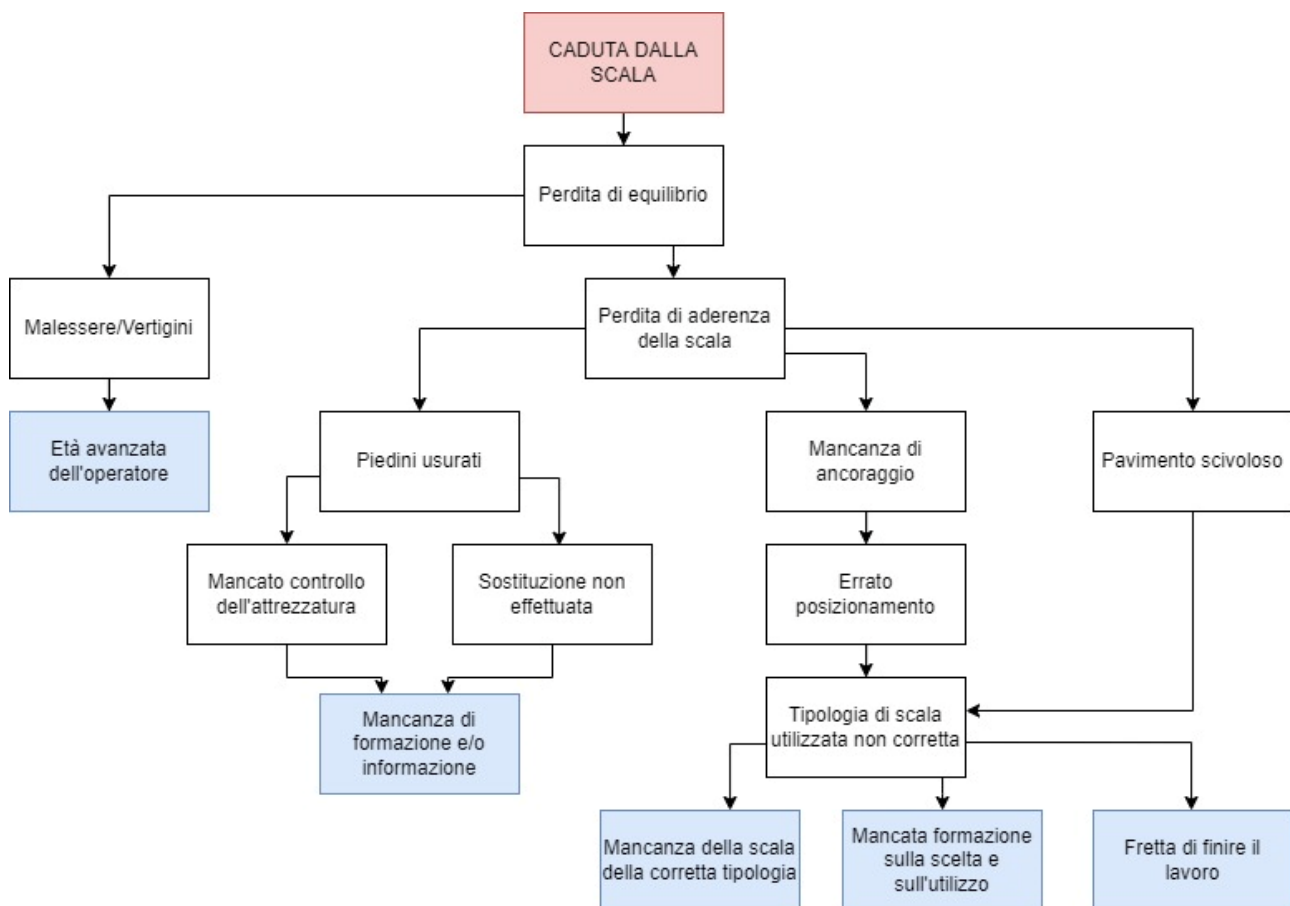 CADUTA DALLA
SCALA
Perdita di equilibrio
Malessere/Vertigini
Perdita di aderenza
della scala
Età avanzata
dell'operatore
Piedini usurati
Mancanza di
ancoraggio
Pavimento scivoloso
Mancato controllo
dell'attrezzatura
Sostituzione non
effettuata
Errato
posizionamento
Mancanza di
formazione e/o
informazione
Tipologia di scala
utilizzata non corretta
Mancanza della scala
della corretta tipologia
Mancata formazione
sulla scelta e
sull'utilizzo
Fretta di finire il
lavoro